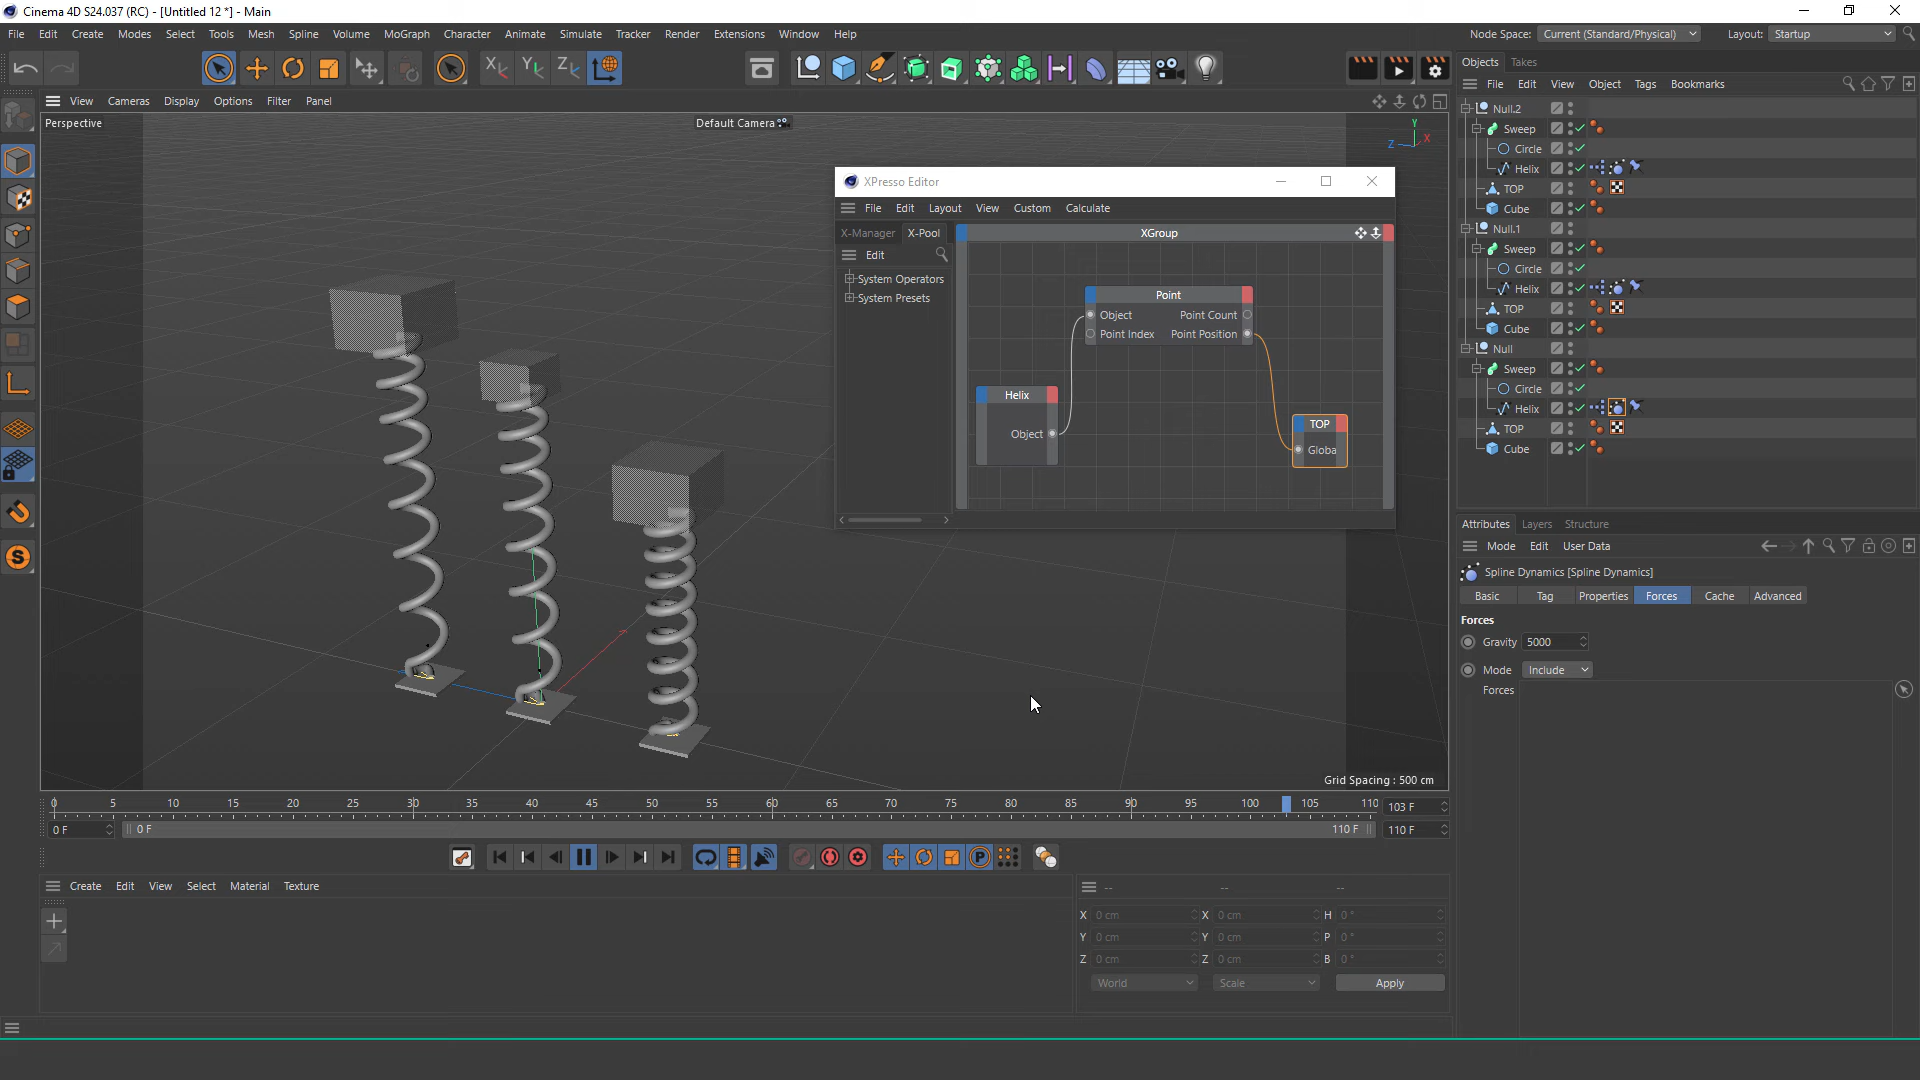 Cinema 4D S24.037 (RC) - [Untitled 12 *] - Main
File Edit Create Modes Select Tools Mesh Spline Volume MoGraph Character Animate Simulate Tracker Render Extensions Window Help
Node Space: Current (Standard/Physical) Layout: Startup
X Y Z
View Cameras Display Options Filter Panel
Perspective
Default Camera
Y
X
Z
XPresso Editor
File Edit Layout View Custom Calculate
X-Manager X-Pool
XGroup
Edit
System Operators
System Presets
Point
Object Point Count
Point Index Point Position
Helix
Object
TOP
Globa
Grid Spacing : 500 cm
Objects Takes
File Edit View Object Tags Bookmarks
Null.2
Sweep
Circle
Helix
TOP
Cube
Null.1
Sweep
Circle
Helix
TOP
Cube
Null
Sweep
Circle
Helix
TOP
Cube
Attributes Layers Structure
Mode Edit User Data
Spline Dynamics [Spline Dynamics]
Basic Tag Properties Forces Cache Advanced
Forces
Gravity 5000
Mode Include
Forces
0 5 10 15 20 25 30 35 40 45 50 55 60 65 70 75 80 85 90 95 100 105 110
103 F
0 F 0 F 110 F 110 F
P
S
Create Edit View Select Material Texture
-- -- --
X 0 cm X 0 cm H 0 °
Y 0 cm Y 0 cm P 0 °
Z 0 cm Z 0 cm B 0 °
World Scale Apply